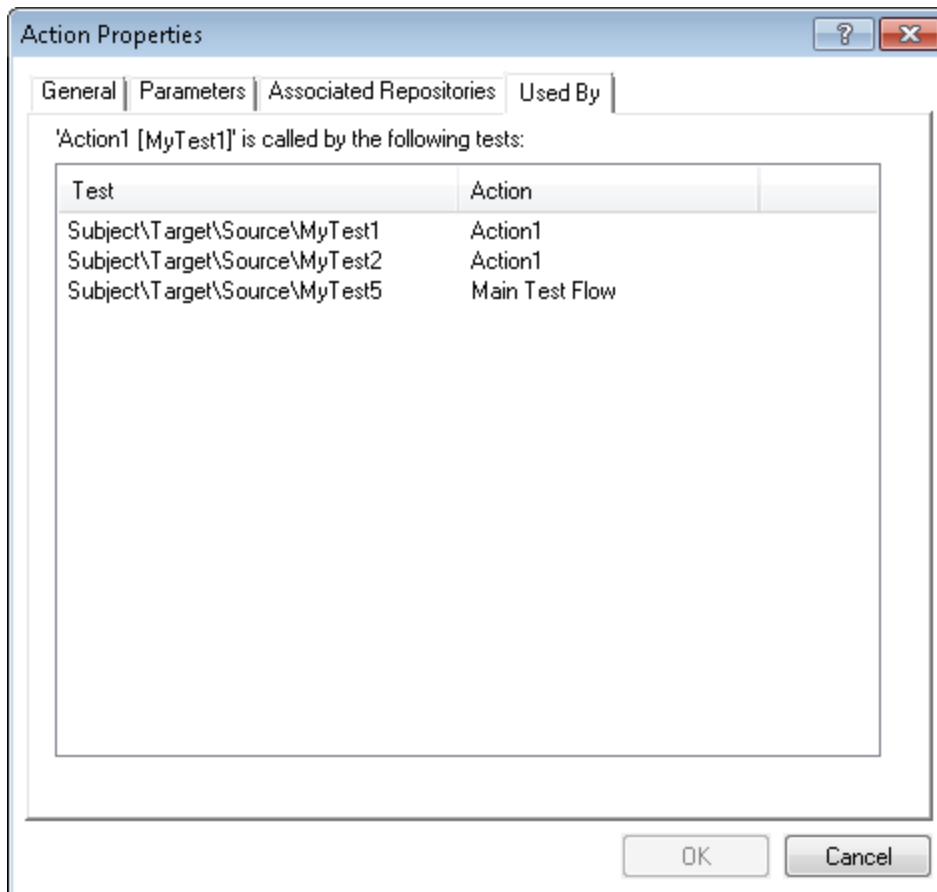 Action Properties
General Parameters Associated Repositories Used By
'Action1 [MyTest1]' is called by the following tests:
Test Action
Subject\Target\Source\MyTest1 Action1
Subject\Target\Source\MyTest2 Action1
Subject\Target\Source\MyTest5 Main Test Flow
OK Cancel